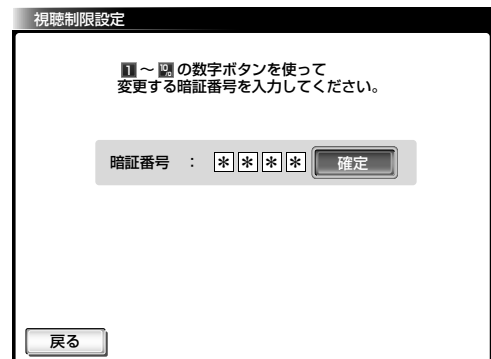 視聴制限設定
1 ～ 10 の数字ボタンを使って
変更する暗証番号を入力してください。
暗証番号 : * * * * 確定
戻る